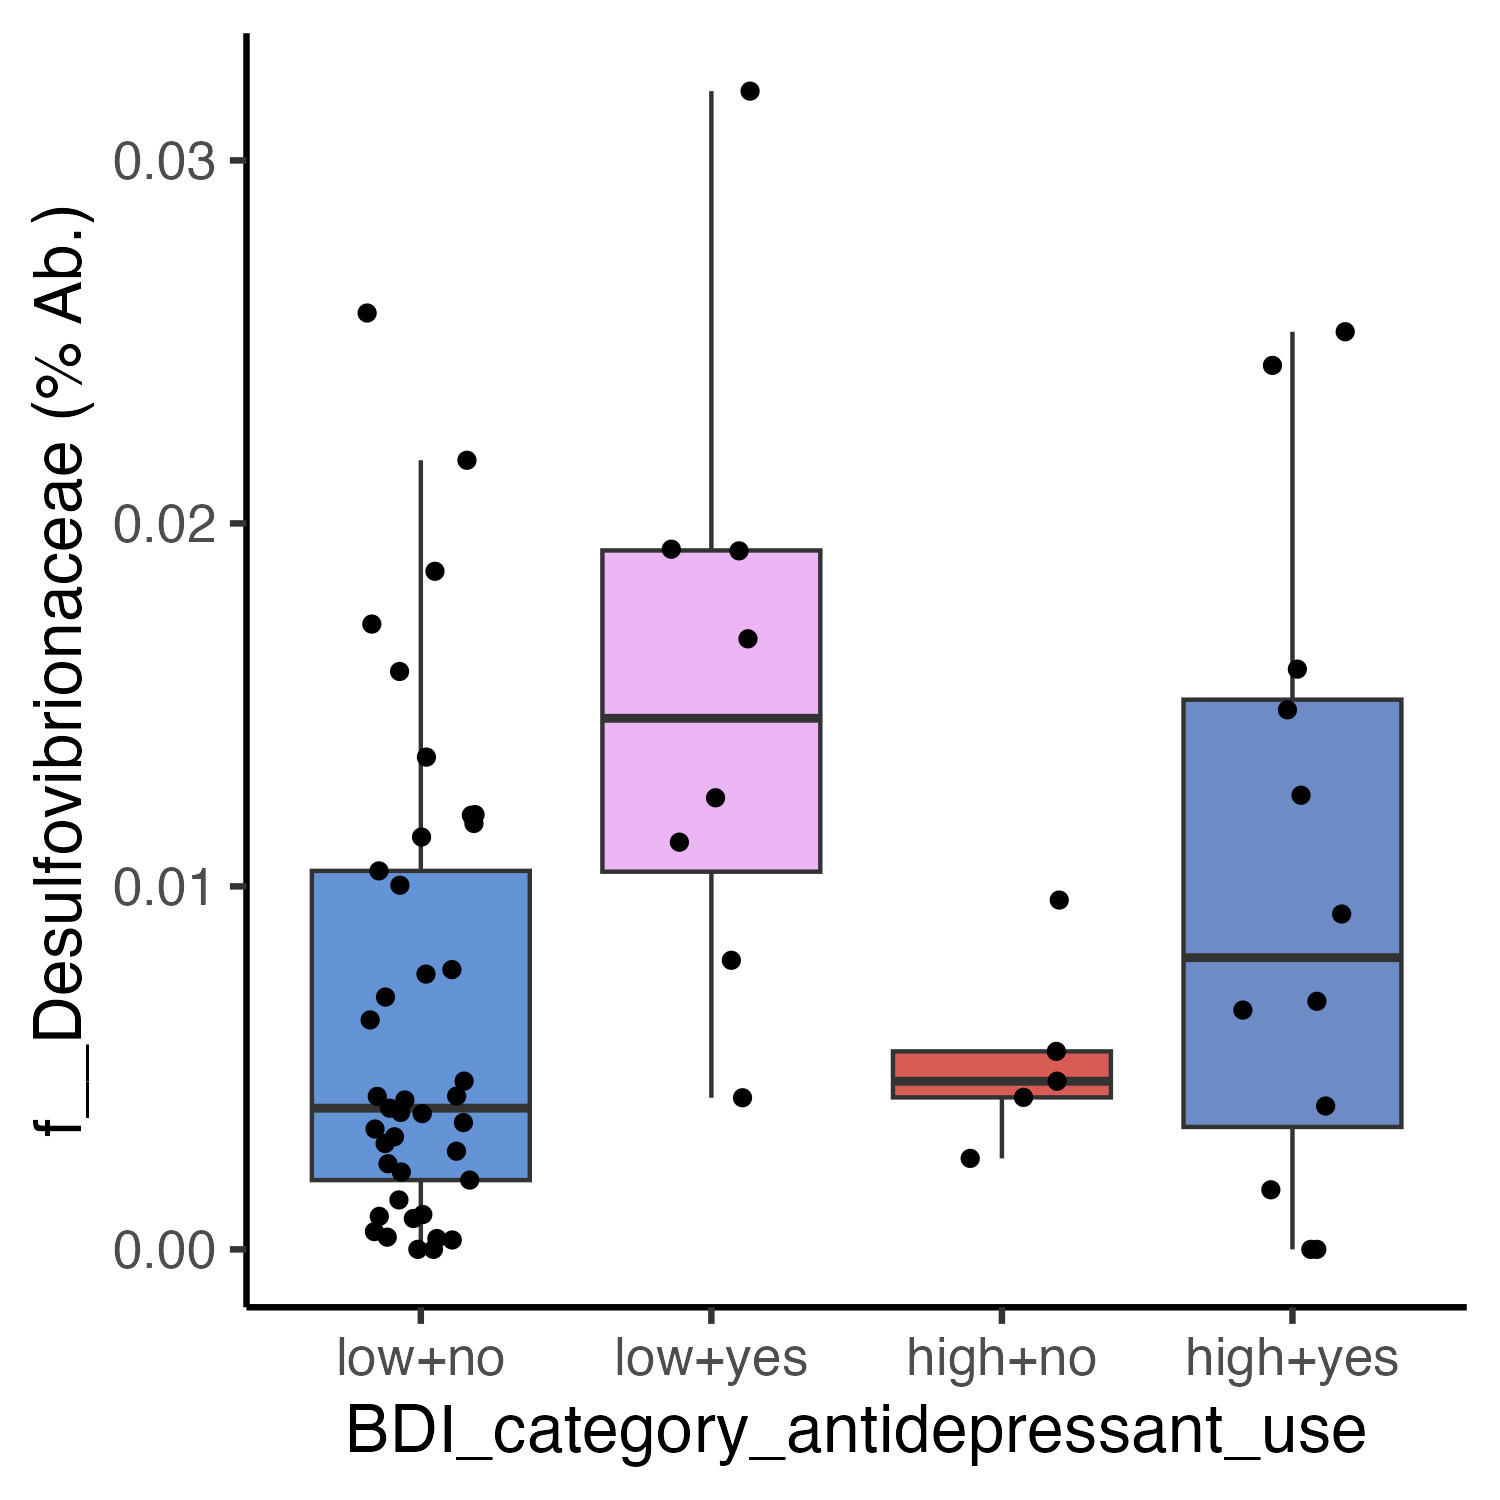 f__Desulfovibrionaceae (% Ab.)
0.03
0.02
0.01
0.00
low+no low+yes high+no high+yes
BDI_category_antidepressant_use